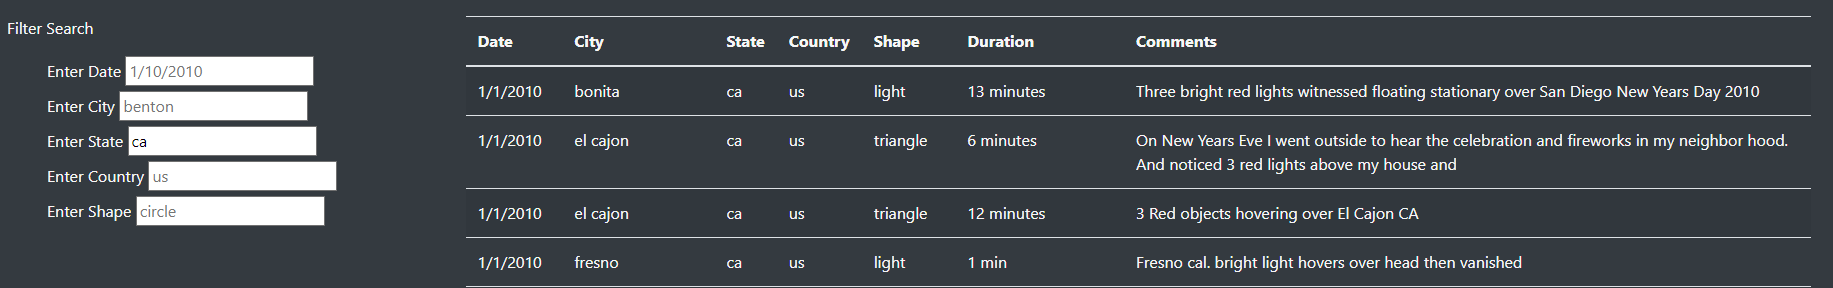 Filter Search
Enter Date 1/10/2010
Enter City benton
Enter State ca
Enter Country us
Enter Shape circle
Date City State Country Shape Duration Comments
1/1/2010 bonita ca us light 13 minutes Three bright red lights witnessed floating stationary over San Diego New Years Day 2010
1/1/2010 el cajon ca us triangle 6 minutes On New Years Eve I went outside to hear the celebration and fireworks in my neighbor hood.
And noticed 3 red lights above my house and
1/1/2010 el cajon ca us triangle 12 minutes 3 Red objects hovering over El Cajon CA
1/1/2010 fresno ca us light 1 min Fresno cal. bright light hovers over head then vanished